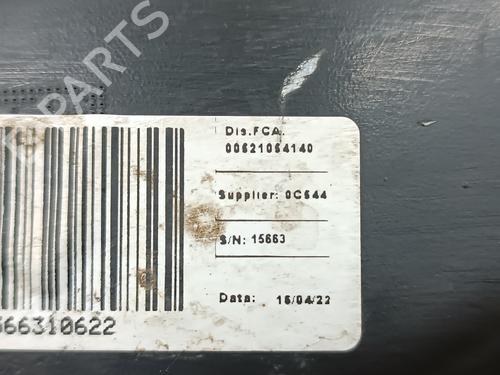 B-PARTS
Dis.FCA.
00521054140
Supplier: 0C544
S/N: 15663
Data: 15/04/22
566310622